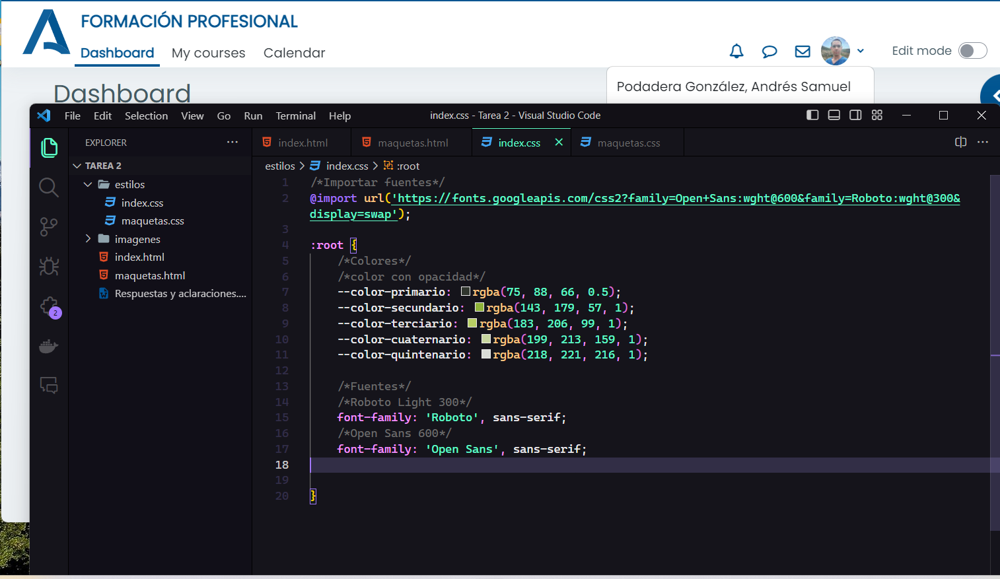 FORMACIÓN PROFESIONAL
Dashboard My courses Calendar
Edit mode
Podadera González, Andrés Samuel
Dashboard
File Edit Selection View Go Run Terminal Help
index.css - Tarea 2 - Visual Studio Code
EXPLORER
index.html maquetas.html index.css maquetas.css
TAREA 2
estilos
index.css
maquetas.css
imagenes
index.html
maquetas.html
Respuestas y aclaraciones....
2
estilos > index.css > :root
1 /*Importar fuentes*/
2 @import url('https://fonts.googleapis.com/css2?family=Open+Sans:wght@600&family=Roboto:wght@300&
display=swap');
3
4 :root {
5 /*Colores*/
6 /*color con opacidad*/
7 --color-primario: rgba(75, 88, 66, 0.5);
8 --color-secundario: rgba(143, 179, 57, 1);
9 --color-terciario: rgba(183, 206, 99, 1);
10 --color-cuaternario: rgba(199, 213, 159, 1);
11 --color-quintenario: rgba(218, 221, 216, 1);
12
13 /*Fuentes*/
14 /*Roboto Light 300*/
15 font-family: 'Roboto', sans-serif;
16 /*Open Sans 600*/
17 font-family: 'Open Sans', sans-serif;
18
19
20 }